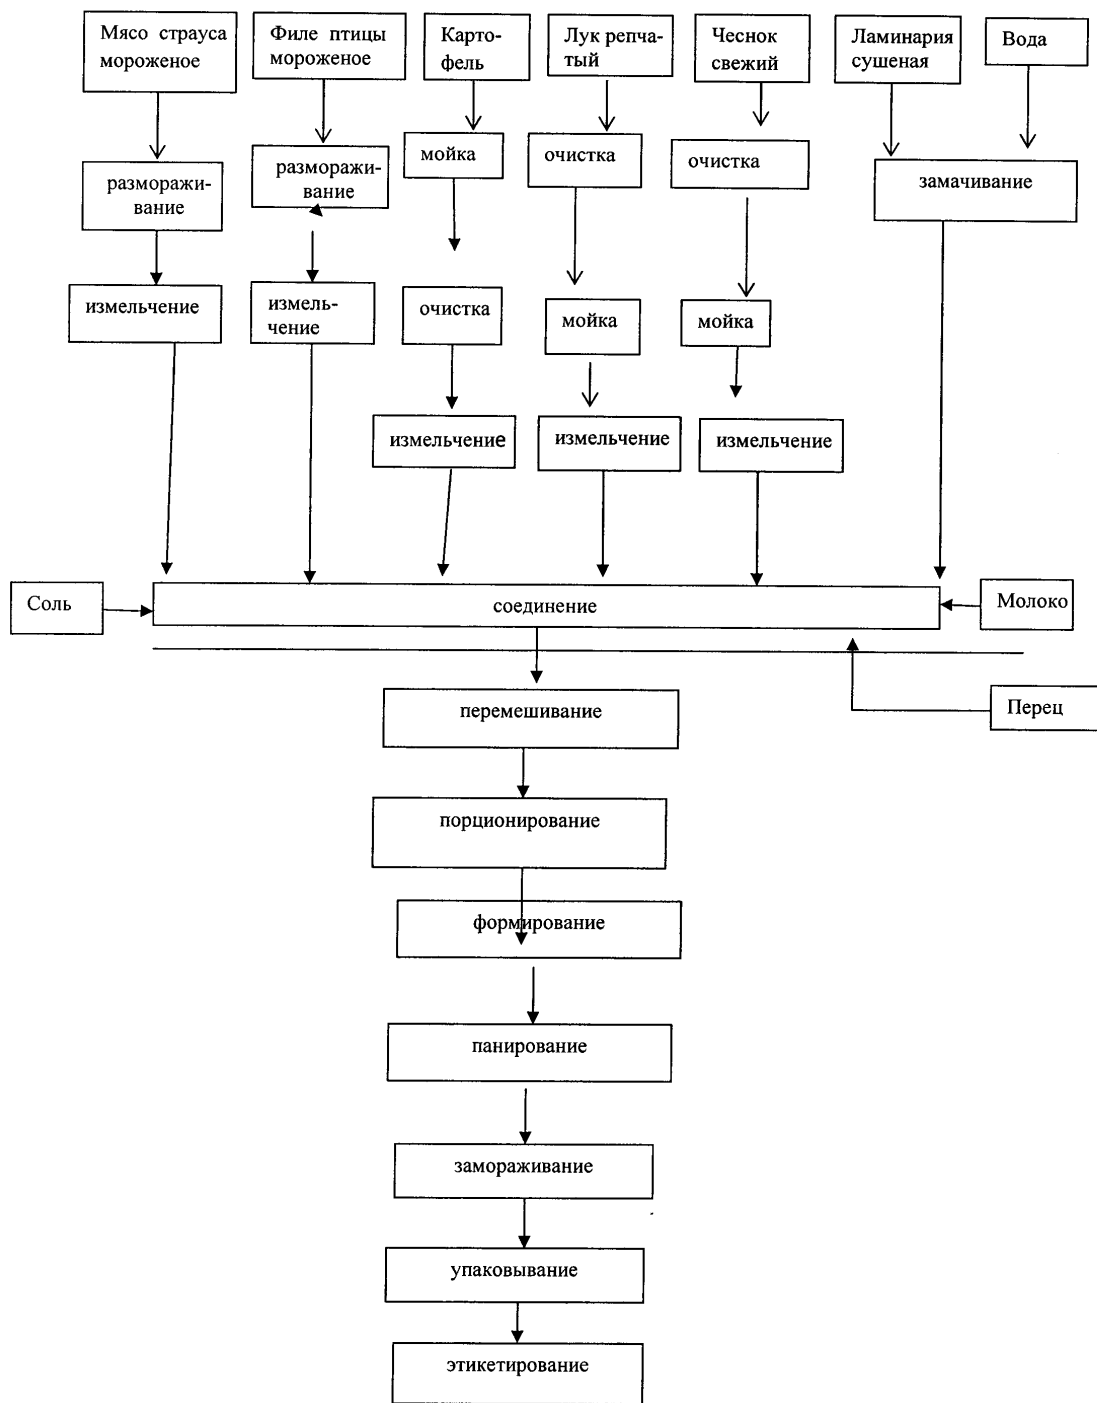 Мясо страуса
мороженое
Филе птицы
мороженое
Карто-
фель
Лук репча-
тый
Чеснок
свежий
Ламинария
сушеная
Вода
разморажи-
вание
разморажи-
вание
мойка
очистка
очистка
замачивание
измельчение
измель-
чение
очистка
мойка
мойка
измельчение
измельчение
измельчение
Соль
соединение
Молоко
перемешивание
Перец
порционирование
формирование
панирование
замораживание
упаковывание
этикетирование